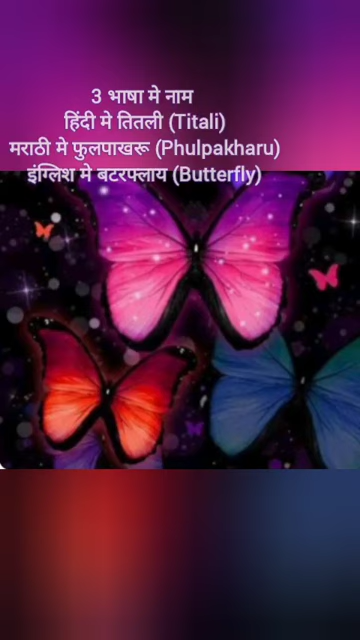 3 भाषा मे नाम
हिंदी मे तितली (Titali)
मराठी मे फुलपाखरू (Phulpakharu)
इंग्लिश मे बटरफ्लाय (Butterfly)